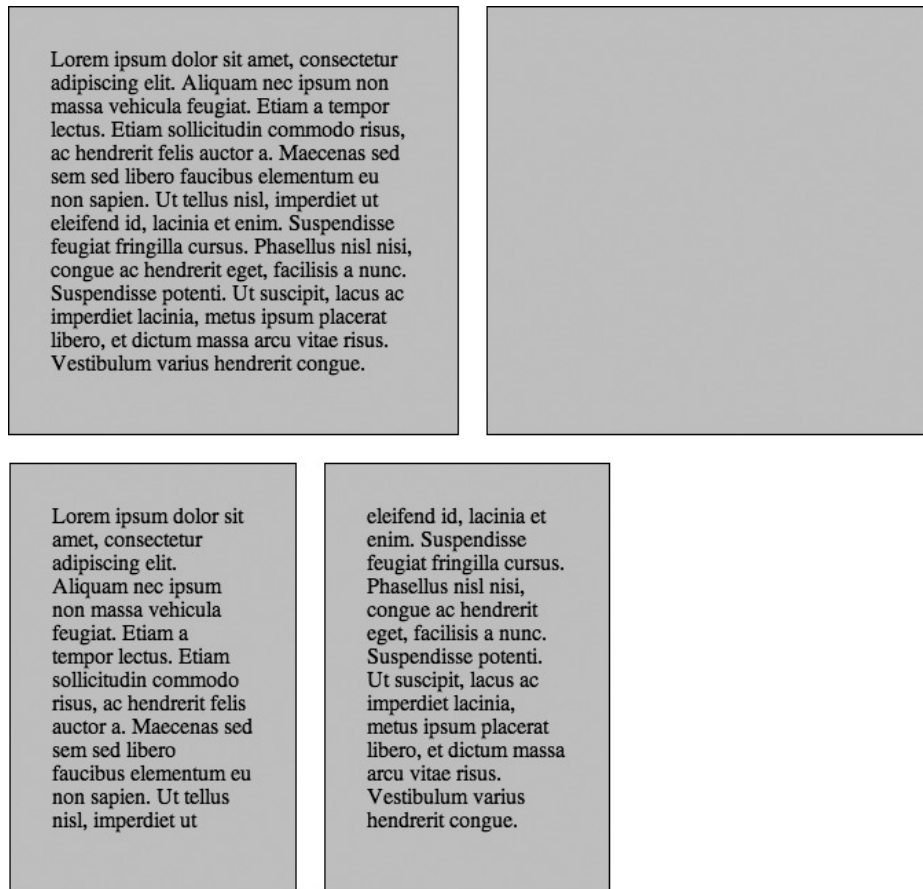 Lorem ipsum dolor sit amet, consectetur
adipiscing elit. Aliquam nec ipsum non
massa vehicula feugiat. Etiam a tempor
lectus. Etiam sollicitudin commodo risus,
ac hendrerit felis auctor a. Maecenas sed
sem sed libero faucibus elementum eu
non sapien. Ut tellus nisl, imperdiet ut
eleifend id, lacinia et enim. Suspendisse
feugiat fringilla cursus. Phasellus nisl nisi,
congue ac hendrerit eget, facilisis a nunc.
Suspendisse potenti. Ut suscipit, lacus ac
imperdiet lacinia, metus ipsum placerat
libero, et dictum massa arcu vitae risus.
Vestibulum varius hendrerit congue.
Lorem ipsum dolor sit
amet, consectetur
adipiscing elit.
Aliquam nec ipsum
non massa vehicula
feugiat. Etiam a
tempor lectus. Etiam
sollicitudin commodo
risus, ac hendrerit felis
auctor a. Maecenas sed
sem sed libero
faucibus elementum eu
non sapien. Ut tellus
nisl, imperdiet ut
eleifend id, lacinia et
enim. Suspendisse
feugiat fringilla cursus.
Phasellus nisl nisi,
congue ac hendrerit
eget, facilisis a nunc.
Suspendisse potenti.
Ut suscipit, lacus ac
imperdiet lacinia,
metus ipsum placerat
libero, et dictum massa
arcu vitae risus.
Vestibulum varius
hendrerit congue.